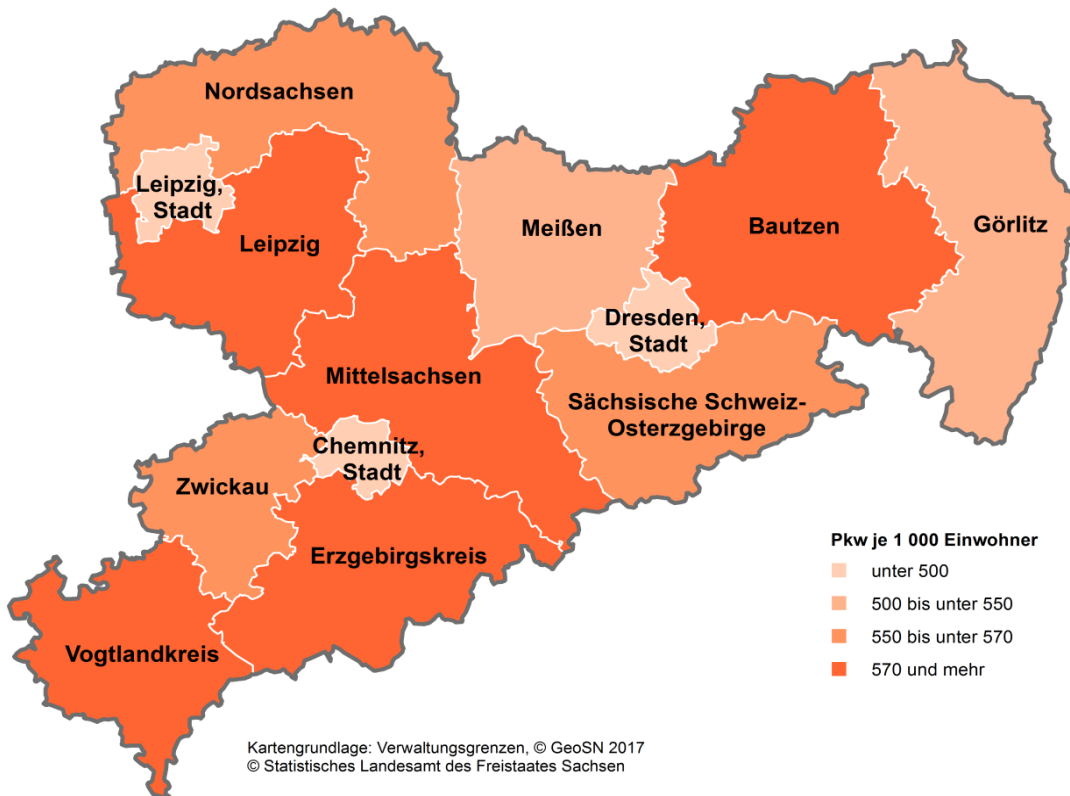 Nordsachsen
Leipzig,
Stadt
Leipzig
Meißen
Bautzen
Görlitz
Dresden,
Stadt
Mittelsachsen
Sächsische Schweiz-
Osterzgebirge
Chemnitz,
Stadt
Zwickau
Erzgebirgskreis
Vogtlandkreis
Pkw je 1 000 Einwohner
unter 500
500 bis unter 550
550 bis unter 570
570 und mehr
Kartengrundlage: Verwaltungsgrenzen, © GeoSN 2017
© Statistisches Landesamt des Freistaates Sachsen